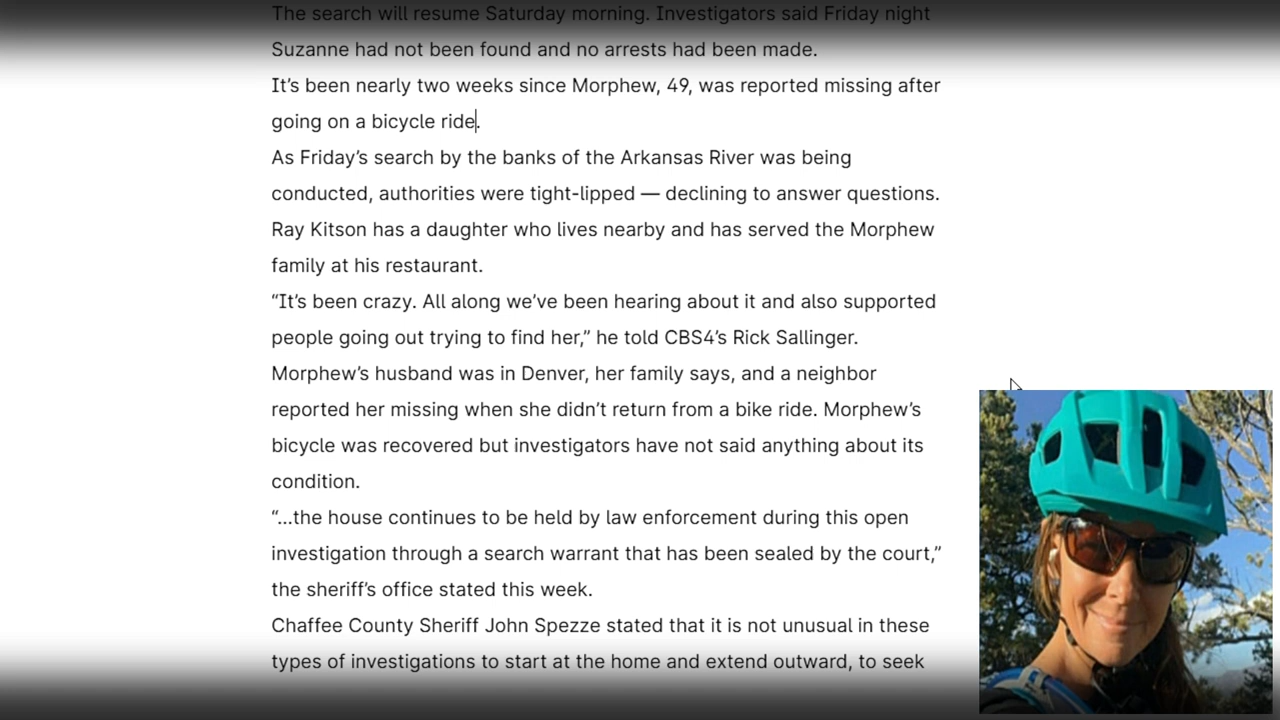 The search will resume Saturday morning. Investigators said Friday night
Suzanne had not been found and no arrests had been made.
It’s been nearly two weeks since Morphew, 49, was reported missing after
going on a bicycle ride.
As Friday’s search by the banks of the Arkansas River was being
conducted, authorities were tight-lipped — declining to answer questions.
Ray Kitson has a daughter who lives nearby and has served the Morphew
family at his restaurant.
“It’s been crazy. All along we’ve been hearing about it and also supported
people going out trying to find her,” he told CBS4’s Rick Sallinger.
Morphew’s husband was in Denver, her family says, and a neighbor
reported her missing when she didn’t return from a bike ride. Morphew’s
bicycle was recovered but investigators have not said anything about its
condition.
“…the house continues to be held by law enforcement during this open
investigation through a search warrant that has been sealed by the court,”
the sheriff’s office stated this week.
Chaffee County Sheriff John Spezze stated that it is not unusual in these
types of investigations to start at the home and extend outward, to seek